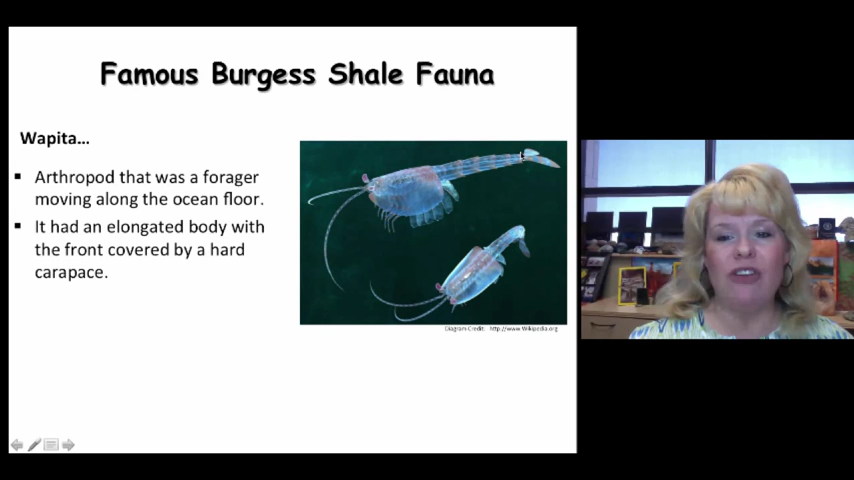 Famous Burgess Shale Fauna
Wapita...
▪ Arthropod that was a forager
moving along the ocean floor.
▪ It had an elongated body with
the front covered by a hard
carapace.
Diagram Credit: http://www.Wikipedia.org